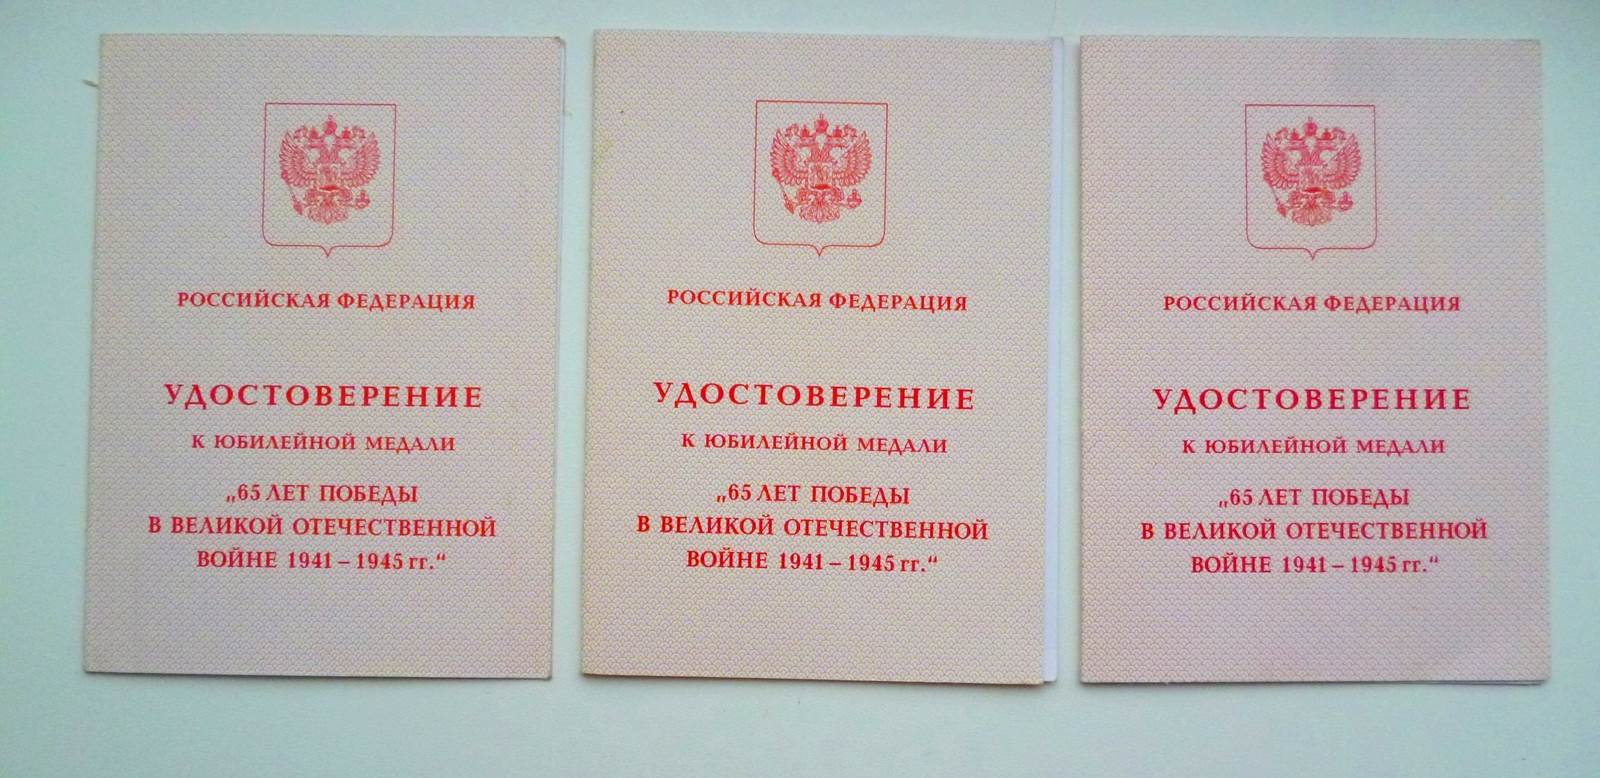 РОССИЙСКАЯ ФЕДЕРАЦИЯ
УДОСТОВЕРЕНИЕ
К ЮБИЛЕЙНОЙ МЕДАЛИ
„65 ЛЕТ ПОБЕДЫ
В ВЕЛИКОЙ ОТЕЧЕСТВЕННОЙ
ВОЙНЕ 1941 – 1945 гг.“
РОССИЙСКАЯ ФЕДЕРАЦИЯ
УДОСТОВЕРЕНИЕ
К ЮБИЛЕЙНОЙ МЕДАЛИ
„65 ЛЕТ ПОБЕДЫ
В ВЕЛИКОЙ ОТЕЧЕСТВЕННОЙ
ВОЙНЕ 1941 – 1945 гг.“
РОССИЙСКАЯ ФЕДЕРАЦИЯ
УДОСТОВЕРЕНИЕ
К ЮБИЛЕЙНОЙ МЕДАЛИ
„65 ЛЕТ ПОБЕДЫ
В ВЕЛИКОЙ ОТЕЧЕСТВЕННОЙ
ВОЙНЕ 1941 – 1945 гг.“